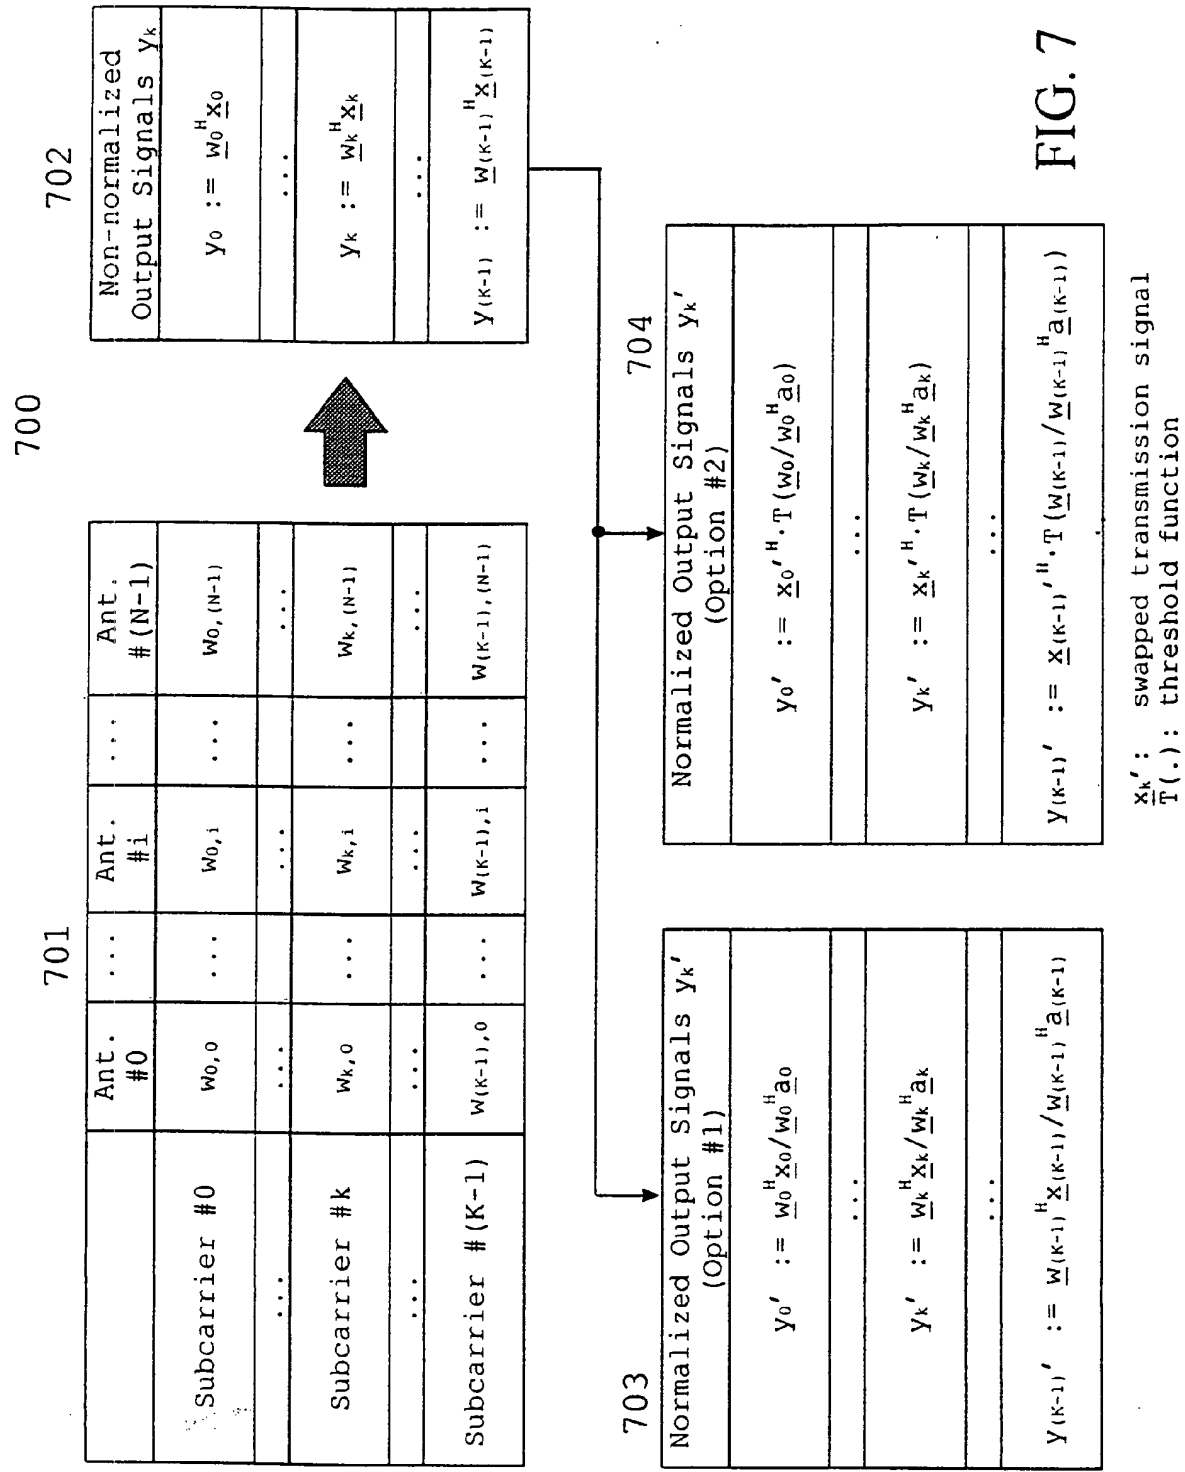 700
701
Ant. #0 ... Ant. #i ... Ant. #(N-1)
Subcarrier #0 w0,0 ... w0,i ... w0,(N-1)
... ... ... ...
Subcarrier #k wk,0 ... wk,i ... wk,(N-1)
... ... ... ...
Subcarrier #(K-1) w(K-1),0 ... w(K-1),i ... w(K-1),(N-1)
702
Non-normalized
Output Signals yk
y0 := w0^H x0
...
yk := wk^H xk
...
y(K-1) := w(K-1)^H x(K-1)
703
Normalized Output Signals yk'
(Option #1)
y0' := w0^H x0/w0^H a0
...
yk' := wk^H xk/wk^H ak
...
y(K-1)' := w(K-1)^H x(K-1)/w(K-1)^H a(K-1)
704
Normalized Output Signals yk'
(Option #2)
y0' := x0'^H·T(w0/w0^H a0)
...
yk' := xk'^H·T(wk/wk^H ak)
...
y(K-1)' := x(K-1)'^H·T(w(K-1)/w(K-1)^H a(K-1))
xk': swapped transmission signal
T(.): threshold function
FIG. 7